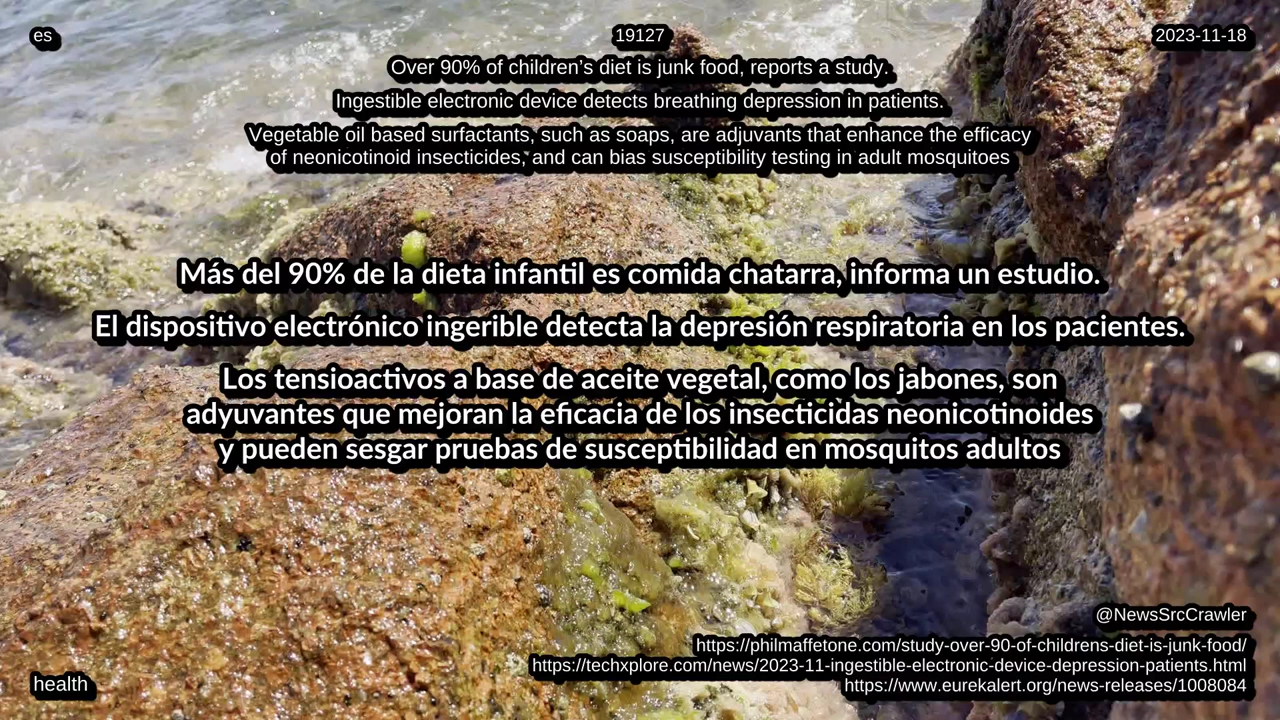 es
19127
2023-11-18
Over 90% of children’s diet is junk food, reports a study.
Ingestible electronic device detects breathing depression in patients.
Vegetable oil based surfactants, such as soaps, are adjuvants that enhance the efficacy
of neonicotinoid insecticides, and can bias susceptibility testing in adult mosquitoes
Más del 90% de la dieta infantil es comida chatarra, informa un estudio.
El dispositivo electrónico ingerible detecta la depresión respiratoria en los pacientes.
Los tensioactivos a base de aceite vegetal, como los jabones, son
adyuvantes que mejoran la eficacia de los insecticidas neonicotinoides
y pueden sesgar pruebas de susceptibilidad en mosquitos adultos
@NewsSrcCrawler
https://philmaffetone.com/study-over-90-of-childrens-diet-is-junk-food/
https://techxplore.com/news/2023-11-ingestible-electronic-device-depression-patients.html
https://www.eurekalert.org/news-releases/1008084
health